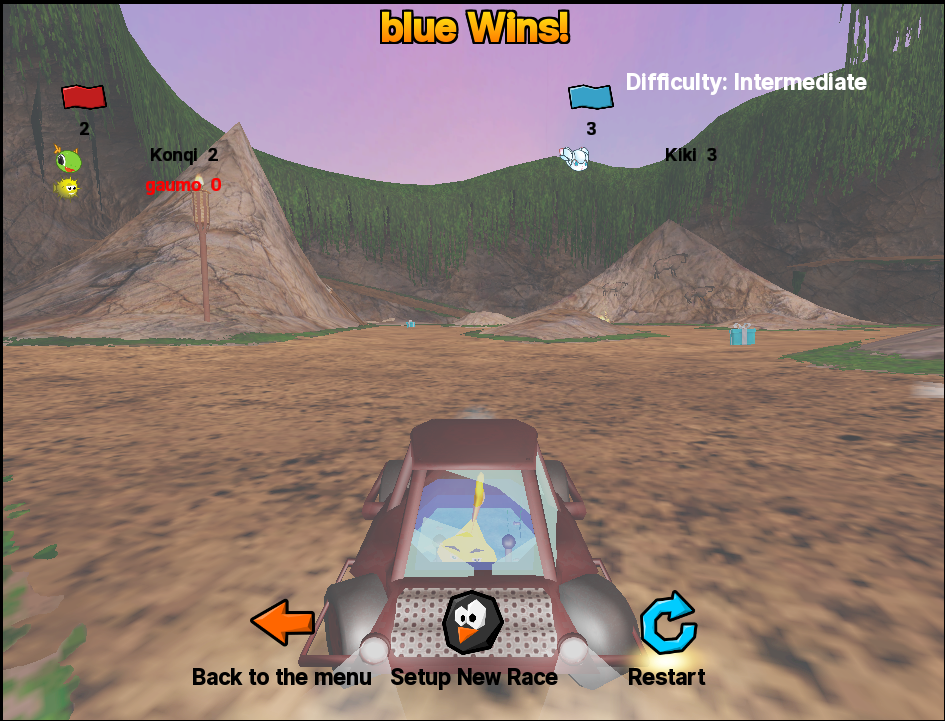 blue Wins!
Difficulty: Intermediate
2
3
Konqi 2
Kiki 3
gaumo 0
Back to the menu
Setup New Race
Restart